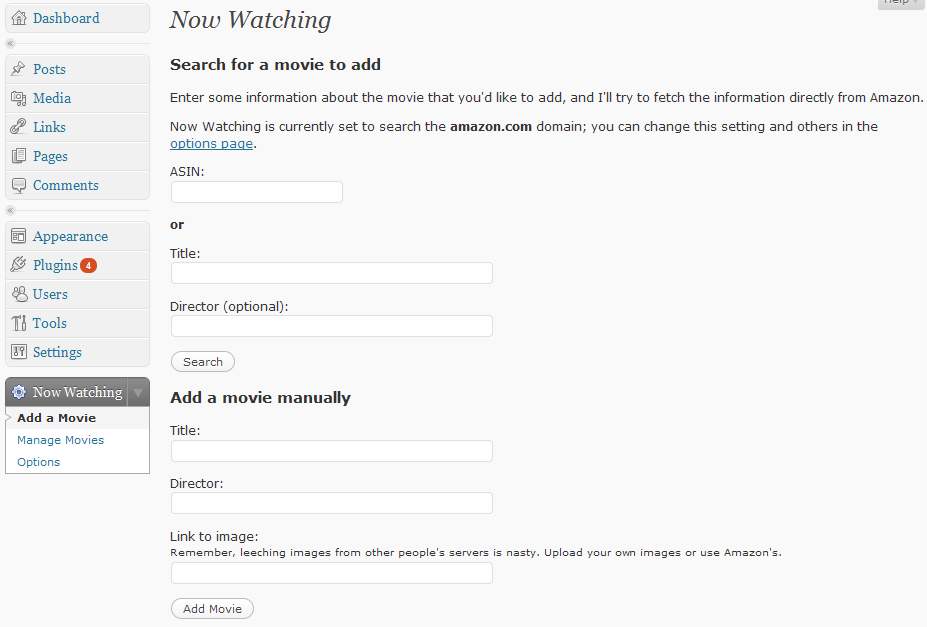 Dashboard
Posts
Media
Links
Pages
Comments
Appearance
Plugins 4
Users
Tools
Settings
Now Watching
Add a Movie
Manage Movies
Options
Help
Now Watching
Search for a movie to add
Enter some information about the movie that you'd like to add, and I'll try to fetch the information directly from Amazon.
Now Watching is currently set to search the amazon.com domain; you can change this setting and others in the
options page.
ASIN:
or
Title:
Director (optional):
Search
Add a movie manually
Title:
Director:
Link to image:
Remember, leeching images from other people's servers is nasty. Upload your own images or use Amazon's.
Add Movie